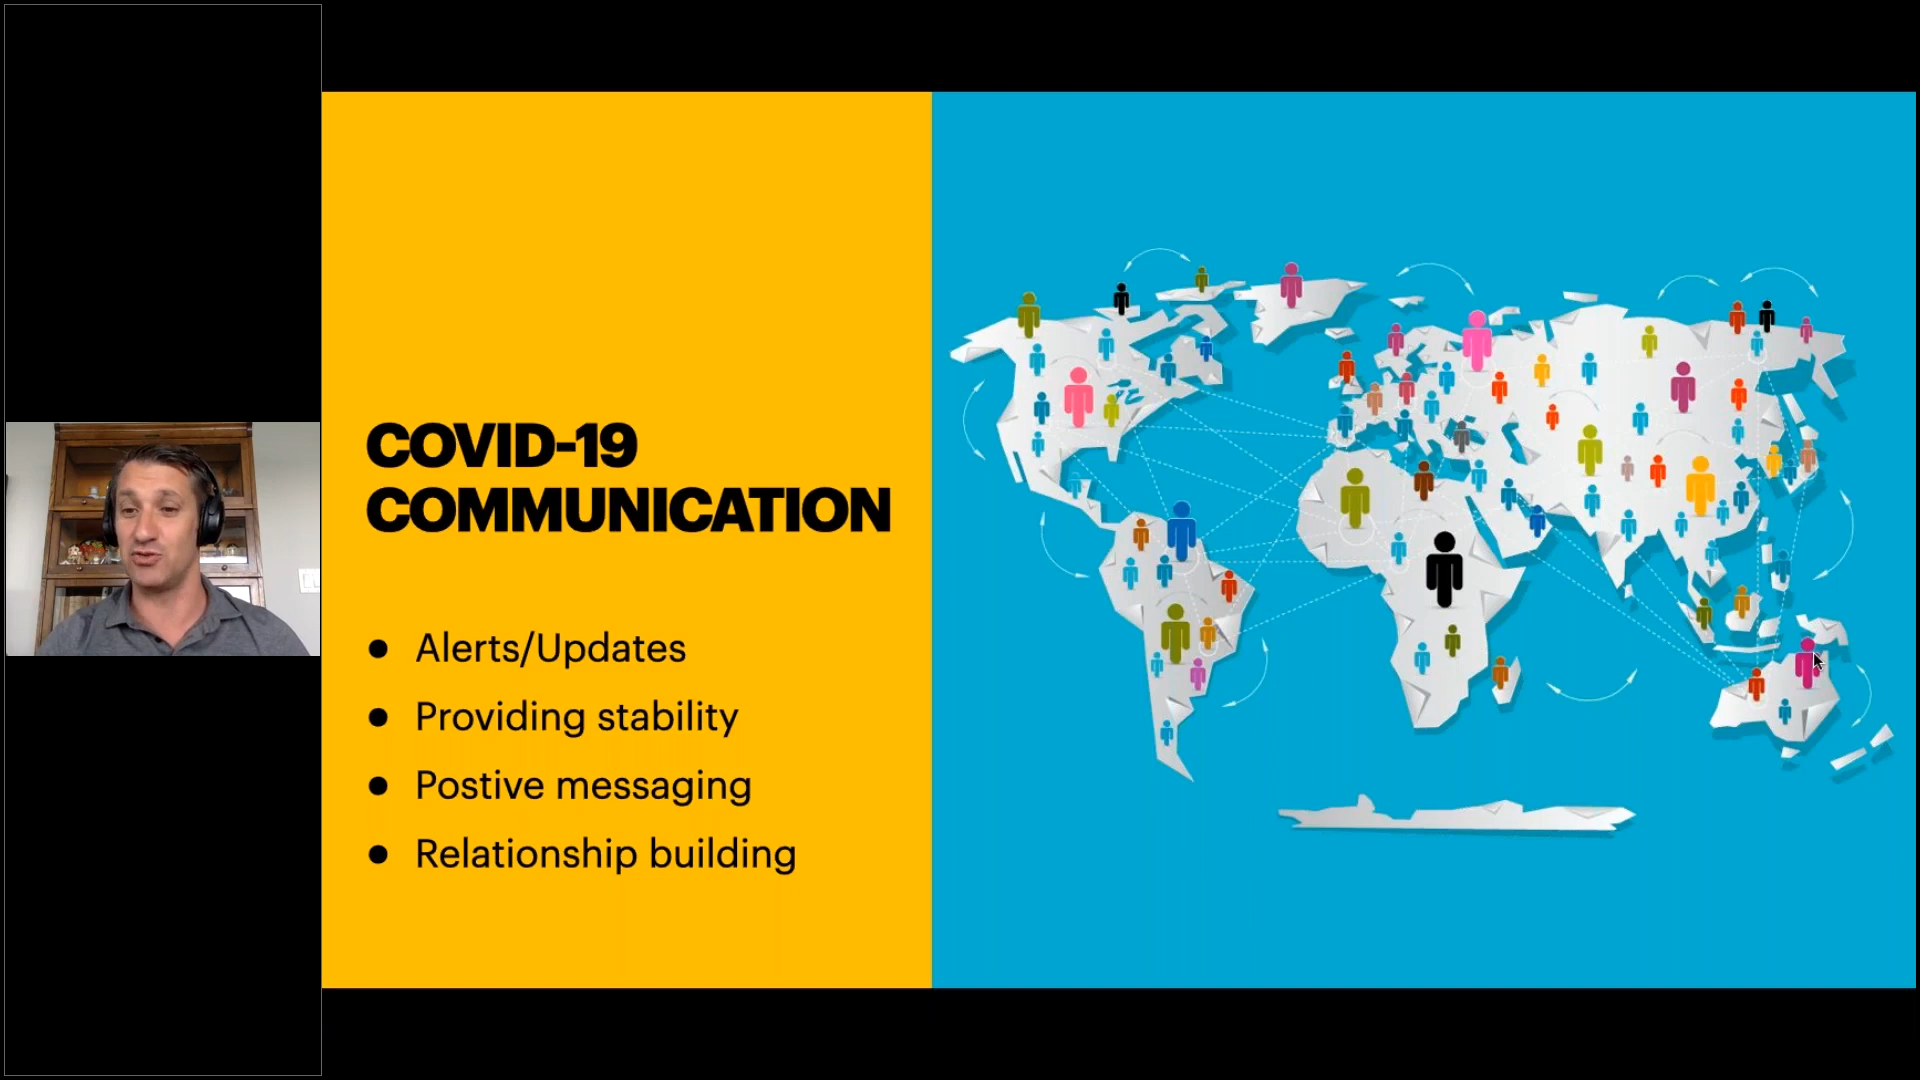 COVID-19
COMMUNICATION
● Alerts/Updates
● Providing stability
● Postive messaging
● Relationship building